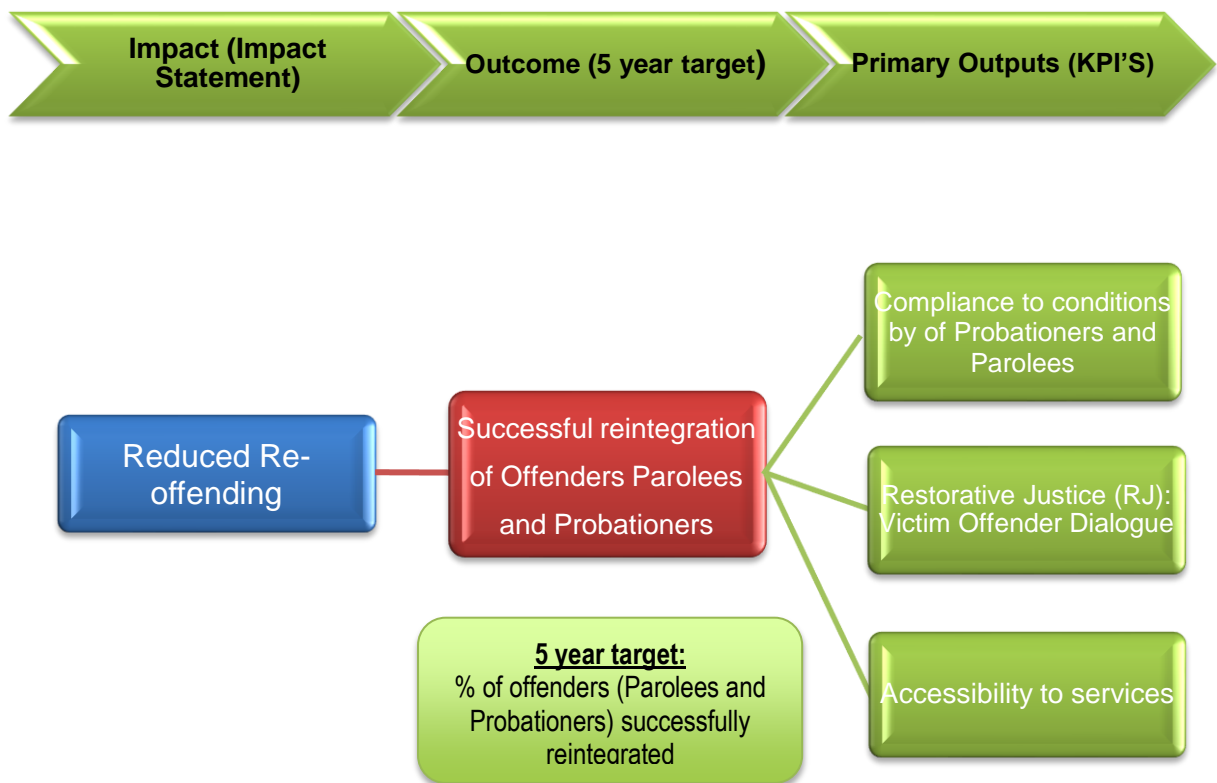 Impact (Impact
Statement)
Outcome (5 year target)
Primary Outputs (KPI’S)
Reduced Re-
offending
Successful reintegration
of Offenders Parolees
and Probationers
5 year target:
% of offenders (Parolees and
Probationers) successfully
reintegrated
Compliance to conditions
by of Probationers and
Parolees
Restorative Justice (RJ):
Victim Offender Dialogue
Accessibility to services